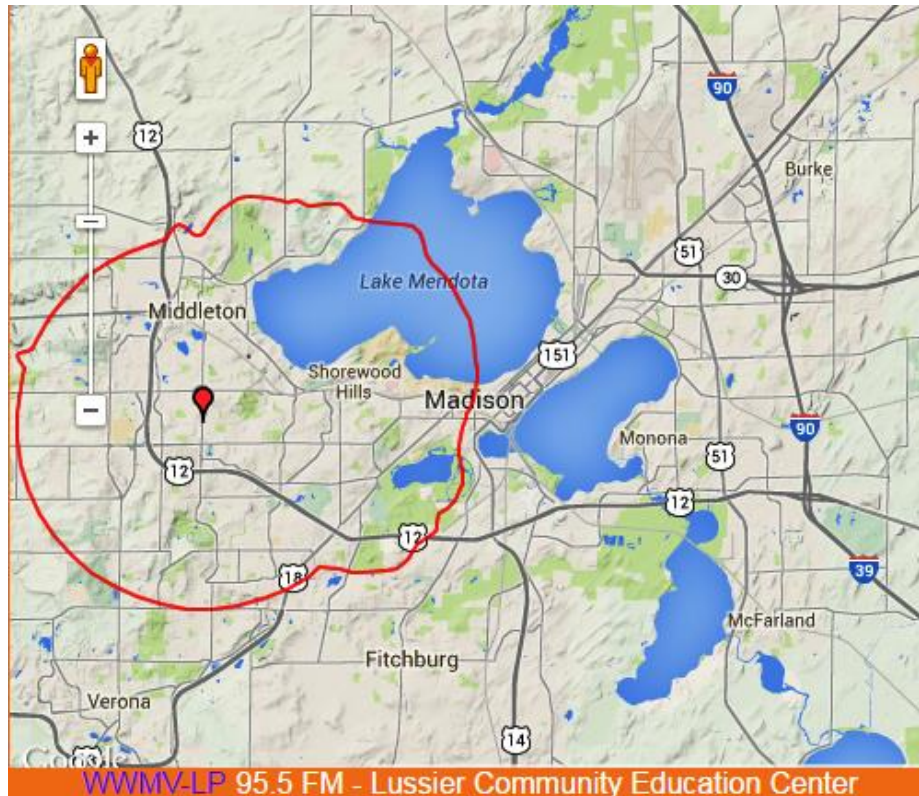 90
12
Burke
51
30
Lake Mendota
Middleton
151
Shorewood
Hills
Madison
90
Monona
51
12
12
12
39
18
McFarland
Fitchburg
Verona
14
Google
WWMV-LP 95.5 FM - Lussier Community Education Center